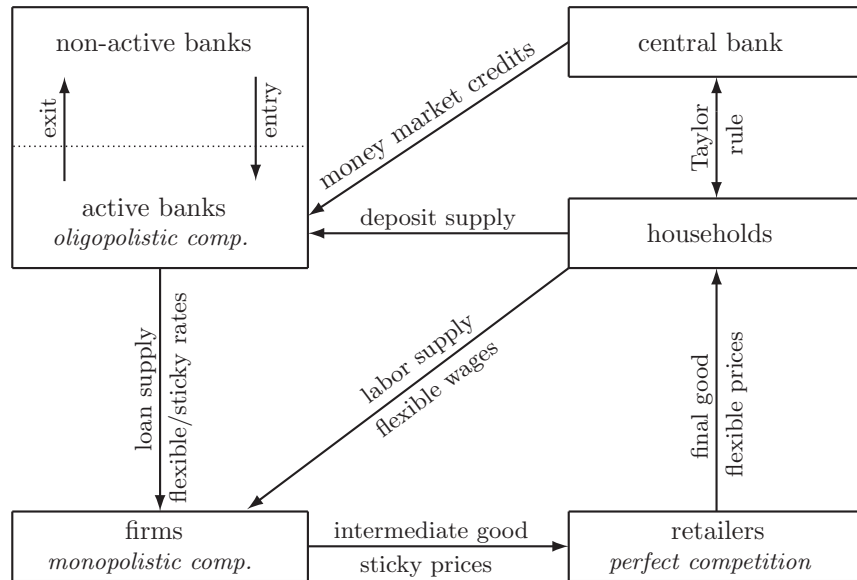 non-active banks
exit
entry
active banks
oligopolistic comp.
money market credits
central bank
Taylor
rule
deposit supply
households
loan supply
flexible/sticky rates
labor supply
flexible wages
final good
flexible prices
firms
monopolistic comp.
intermediate good
sticky prices
retailers
perfect competition